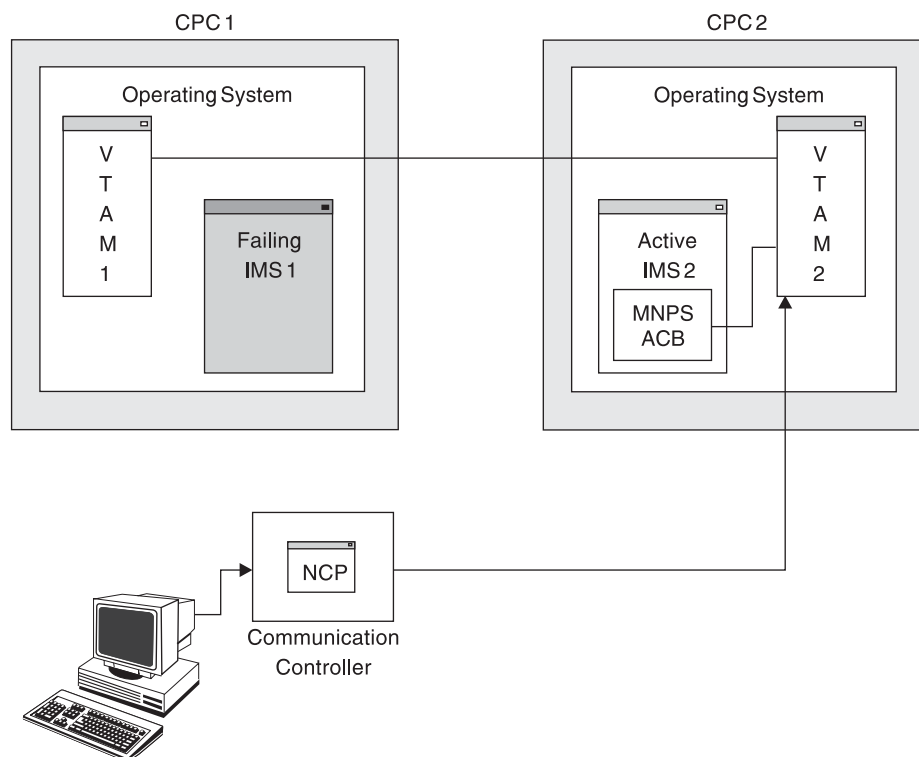 CPC 1
Operating System
V
T
A
M
1
Failing
IMS 1
CPC 2
Operating System
Active
IMS 2
MNPS
ACB
V
T
A
M
2
NCP
Communication
Controller